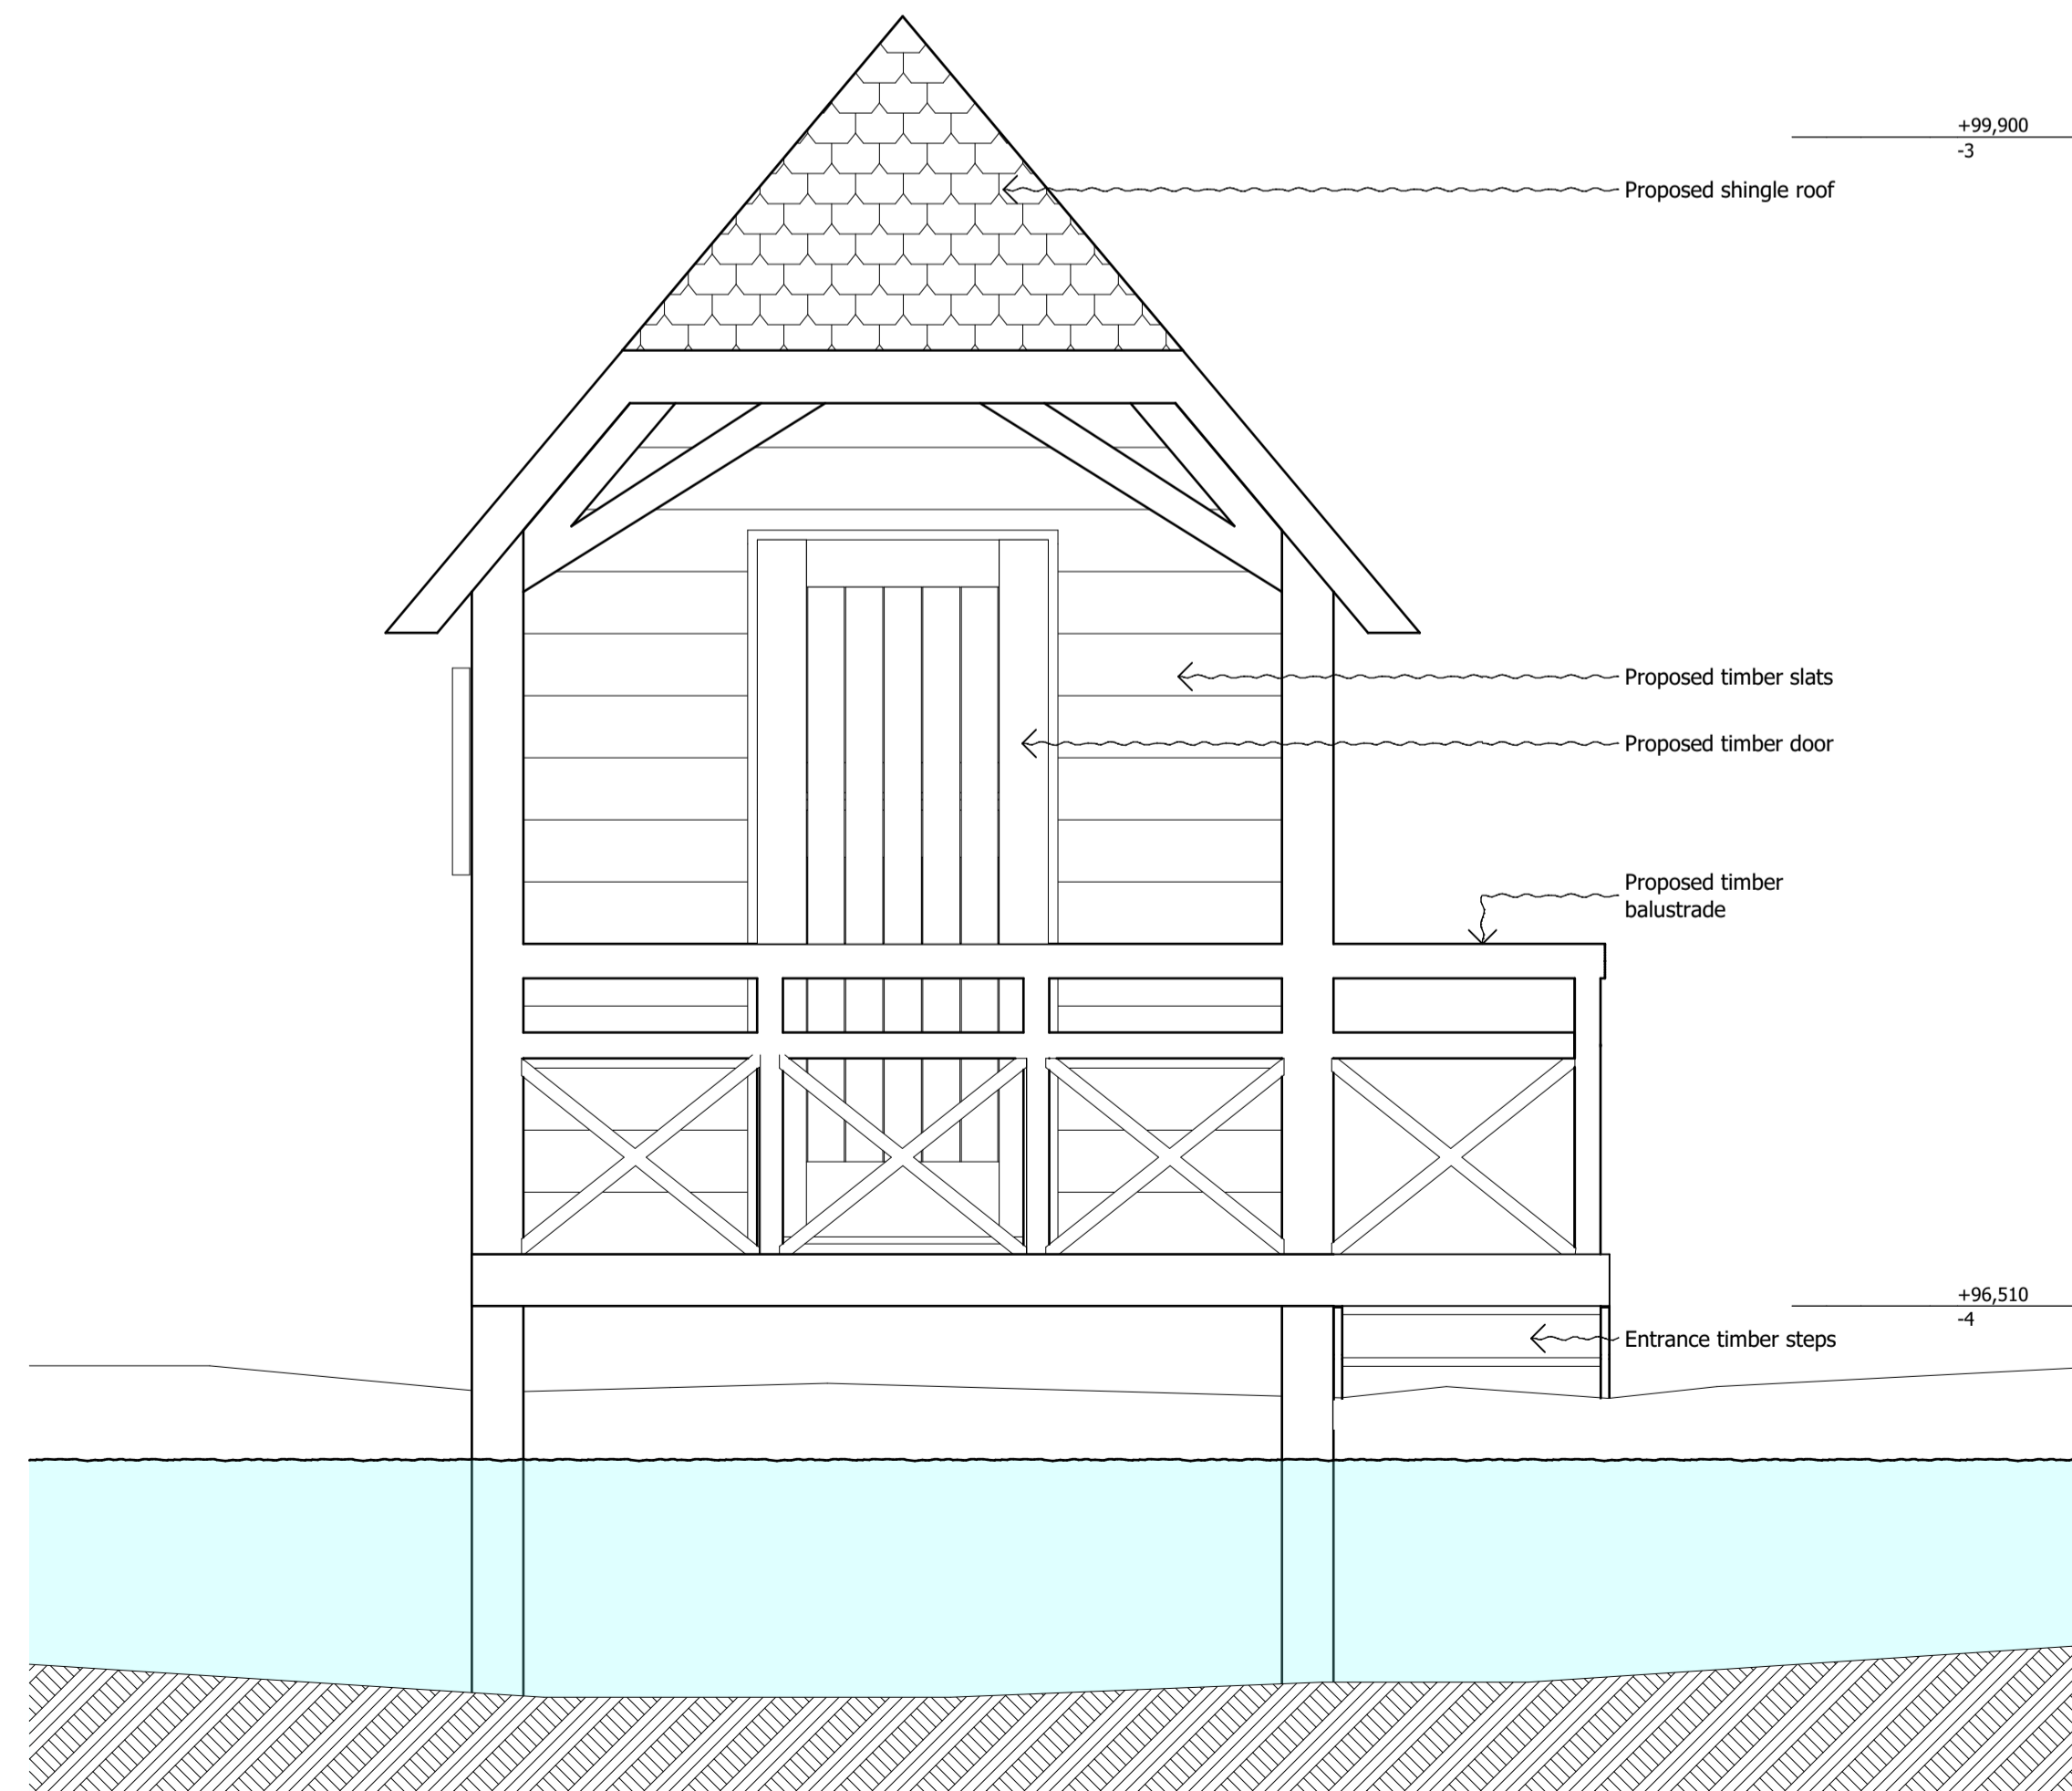 +99,900
-3
Proposed shingle roof
Proposed timber slats
Proposed timber door
Proposed timber
balustrade
+96,510
-4
Entrance timber steps